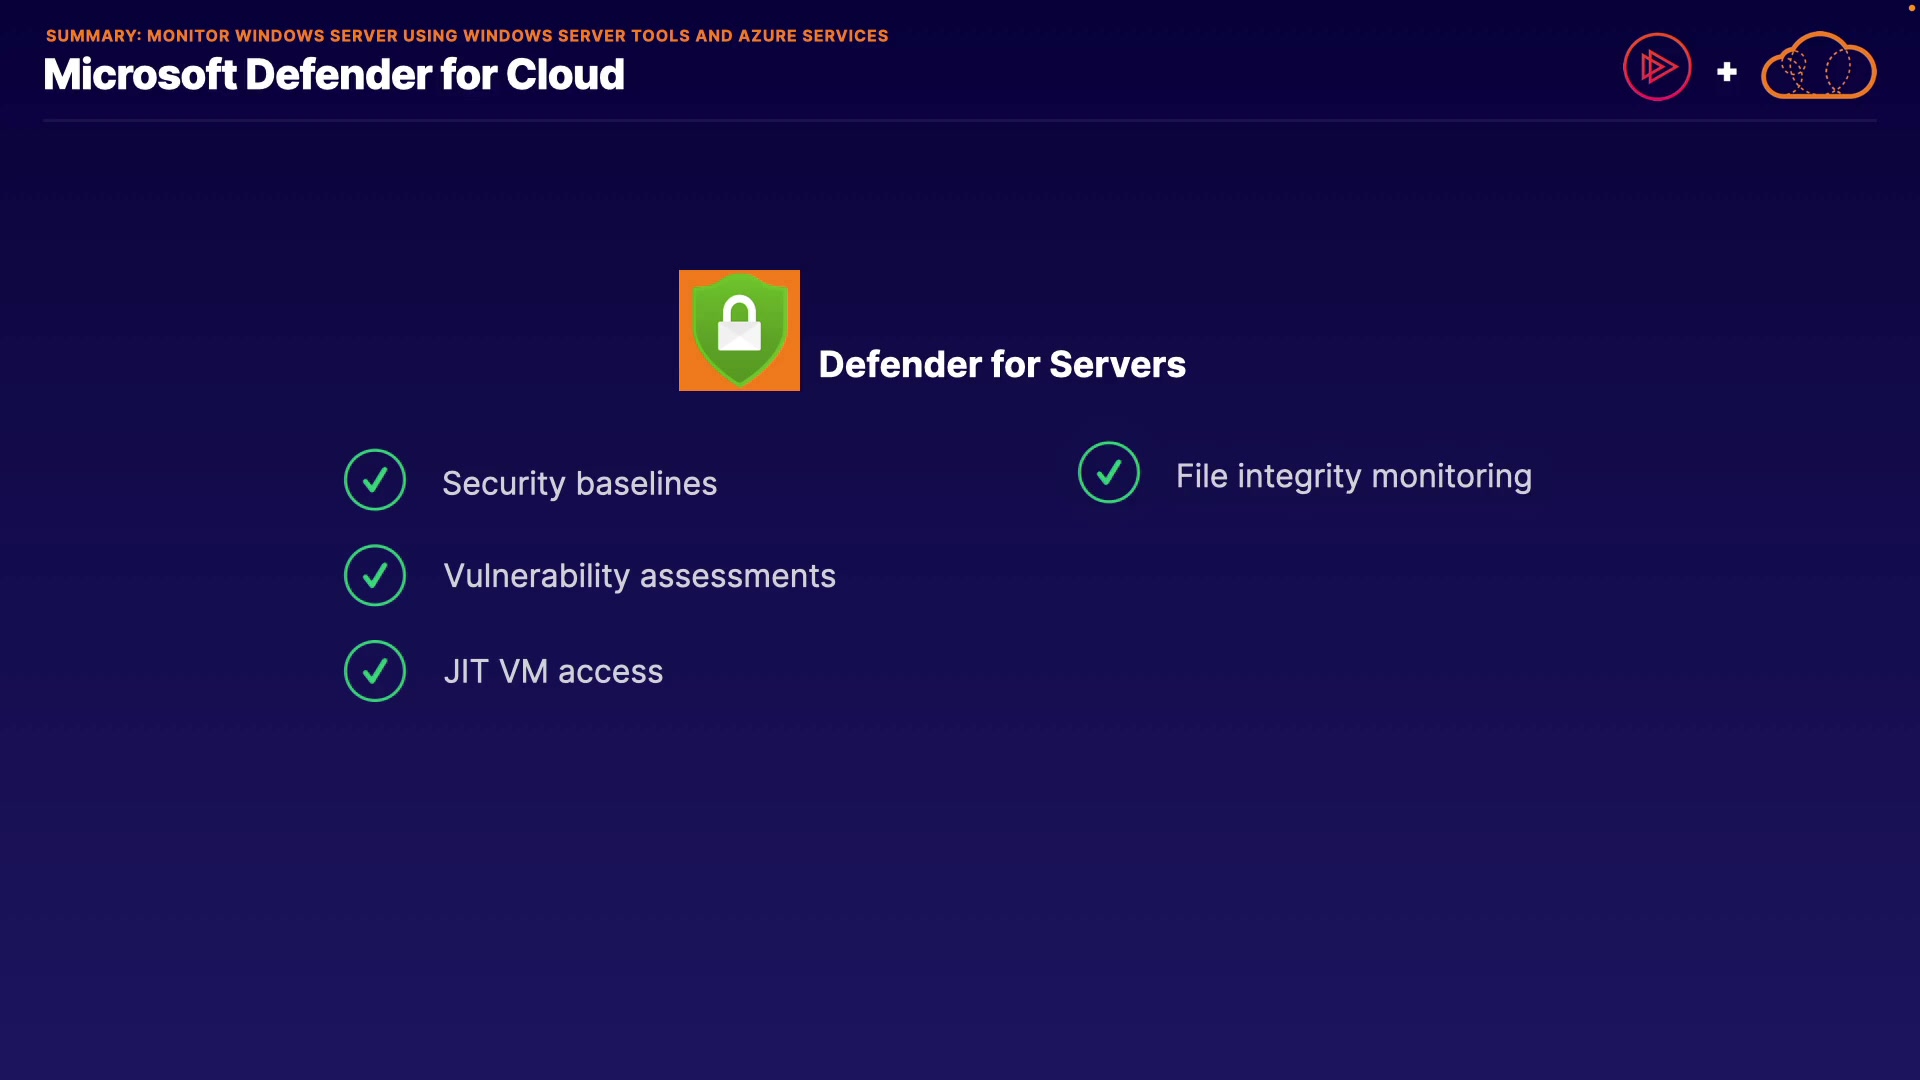 SUMMARY: MONITOR WINDOWS SERVER USING WINDOWS SERVER TOOLS AND AZURE SERVICES
Microsoft Defender for Cloud
+
Defender for Servers
Security baselines
Vulnerability assessments
JIT VM access
File integrity monitoring